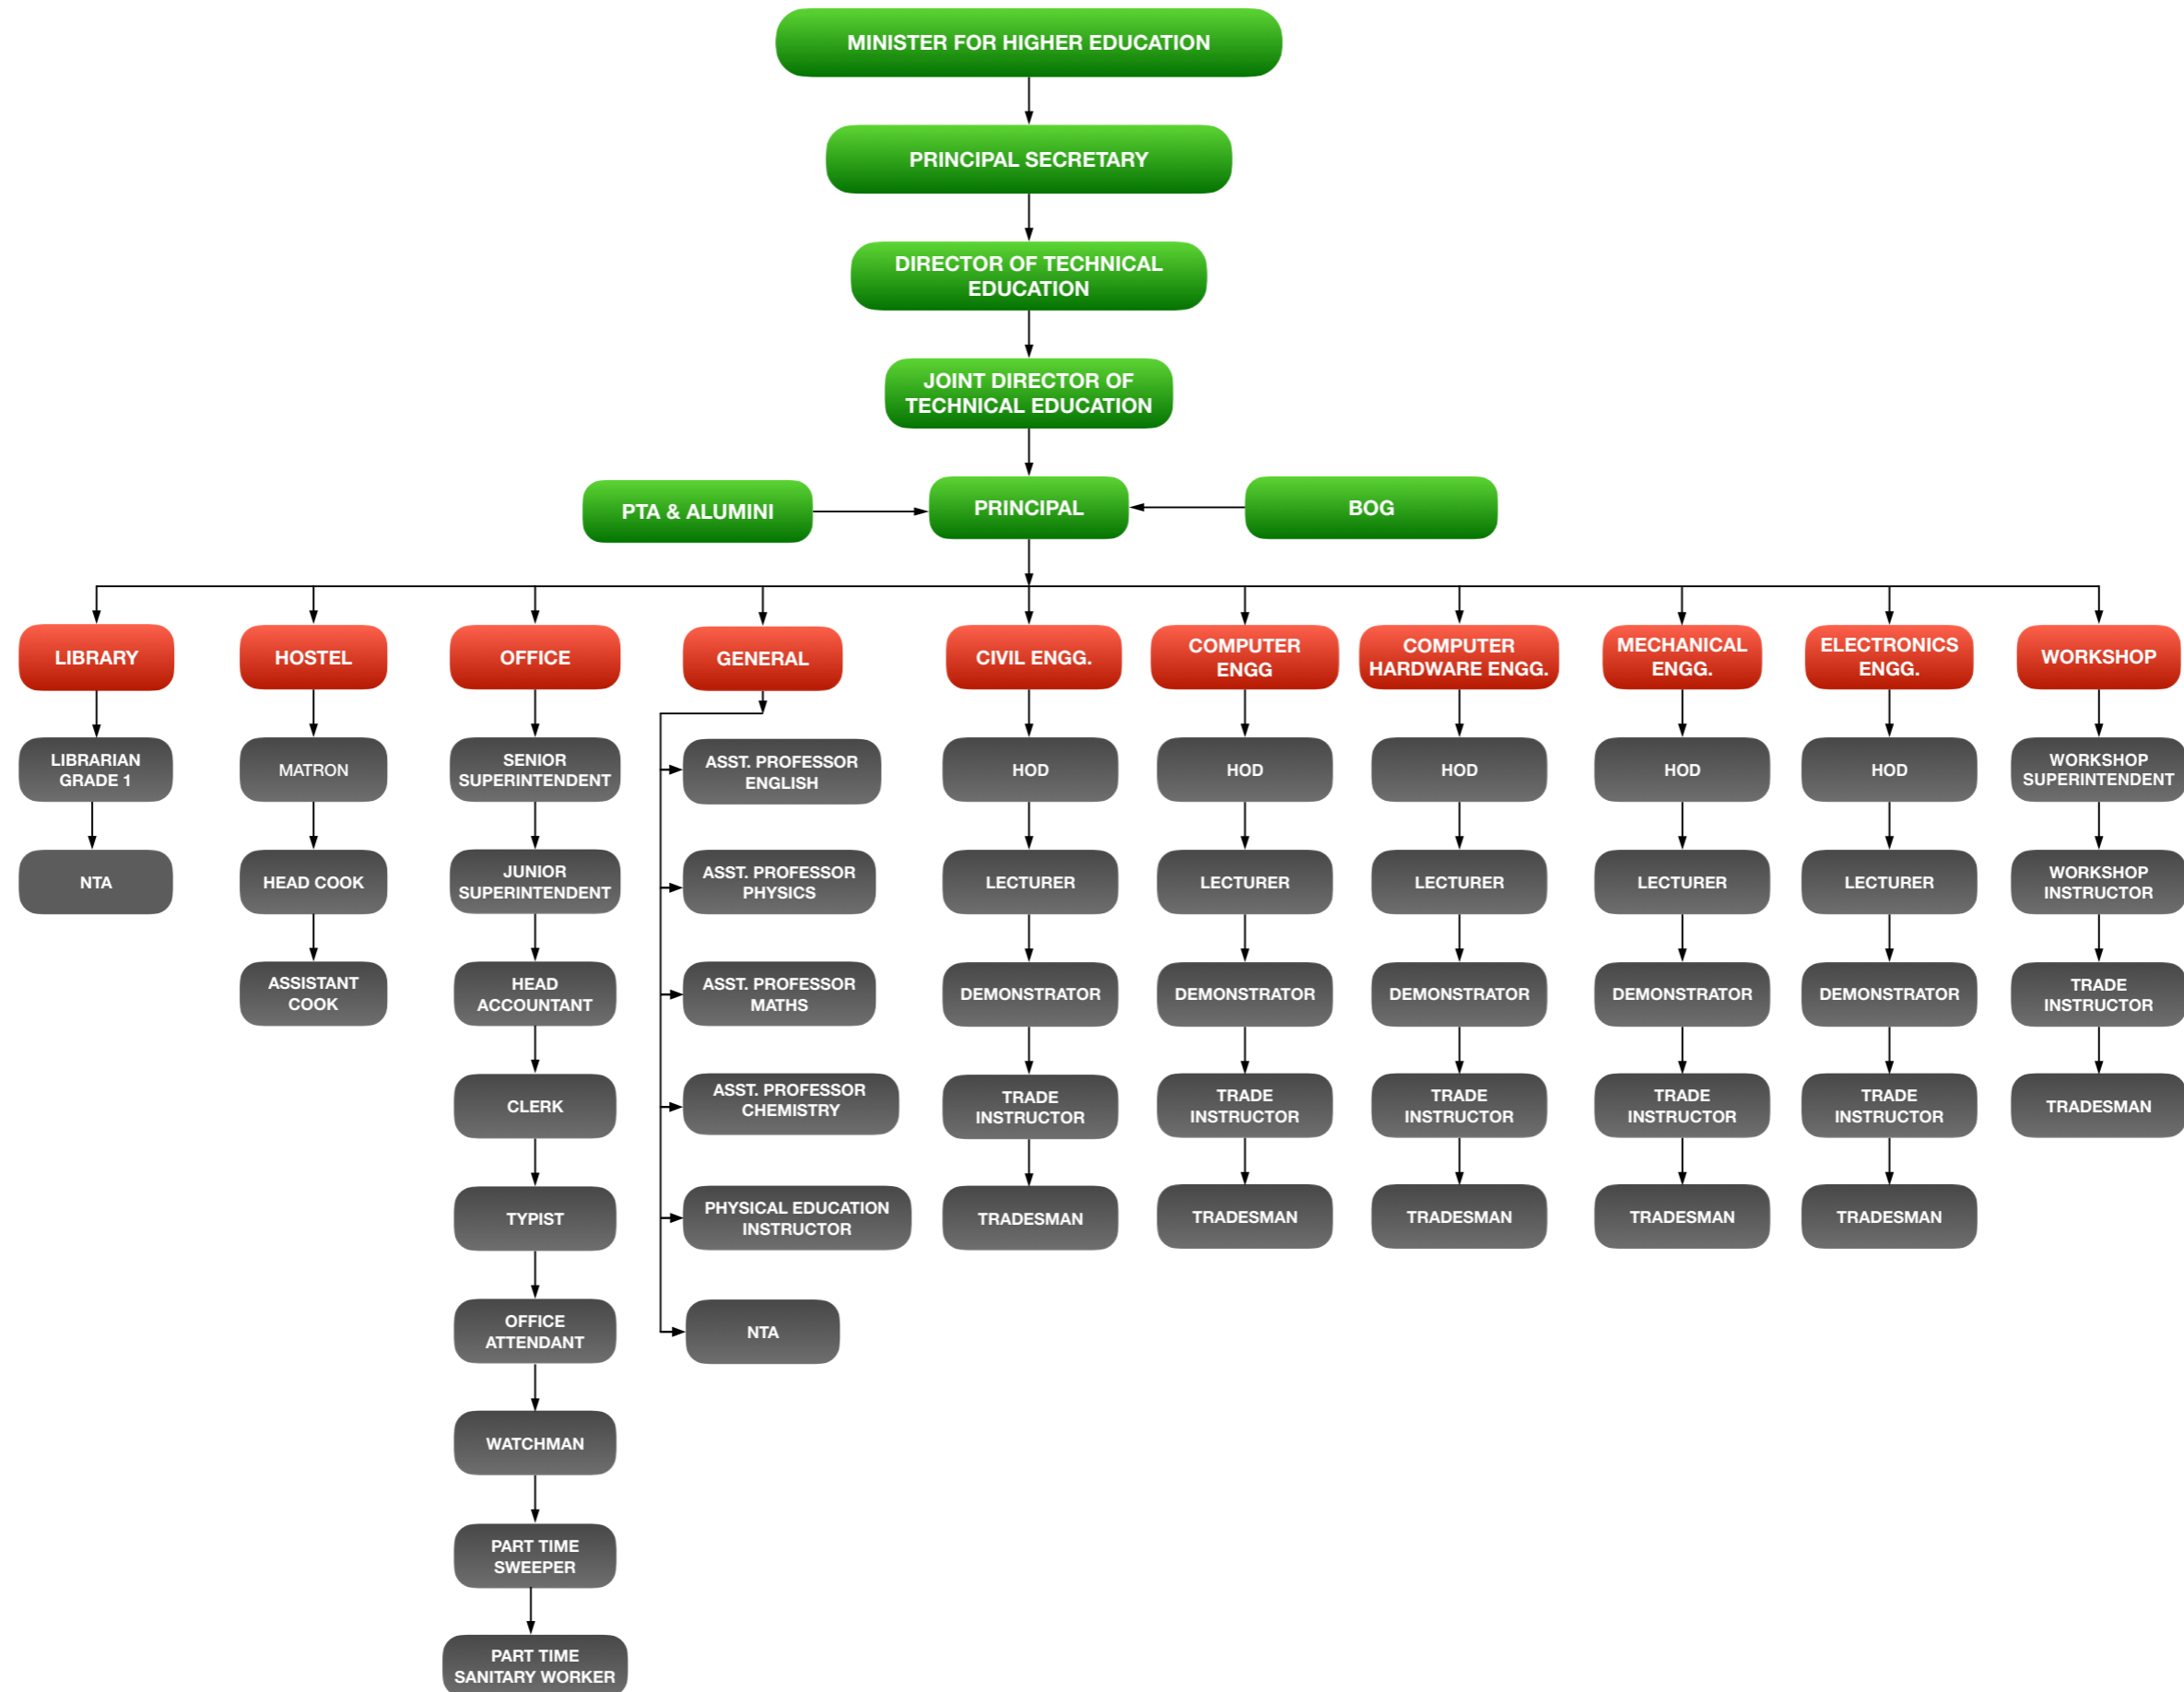 MINISTER FOR HIGHER EDUCATION
PRINCIPAL SECRETARY
DIRECTOR OF TECHNICAL
EDUCATION
JOINT DIRECTOR OF
TECHNICAL EDUCATION
PTA & ALUMINI
PRINCIPAL
BOG
LIBRARY
LIBRARIAN
GRADE 1
NTA
HOSTEL
MATRON
HEAD COOK
ASSISTANT
COOK
OFFICE
SENIOR
SUPERINTENDENT
JUNIOR
SUPERINTENDENT
HEAD
ACCOUNTANT
CLERK
TYPIST
OFFICE
ATTENDANT
WATCHMAN
PART TIME
SWEEPER
PART TIME
SANITARY WORKER
GENERAL
ASST. PROFESSOR
ENGLISH
ASST. PROFESSOR
PHYSICS
ASST. PROFESSOR
MATHS
ASST. PROFESSOR
CHEMISTRY
PHYSICAL EDUCATION
INSTRUCTOR
NTA
CIVIL ENGG.
HOD
LECTURER
DEMONSTRATOR
TRADE
INSTRUCTOR
TRADESMAN
COMPUTER
ENGG
HOD
LECTURER
DEMONSTRATOR
TRADE
INSTRUCTOR
TRADESMAN
COMPUTER
HARDWARE ENGG.
HOD
LECTURER
DEMONSTRATOR
TRADE
INSTRUCTOR
TRADESMAN
MECHANICAL
ENGG.
HOD
LECTURER
DEMONSTRATOR
TRADE
INSTRUCTOR
TRADESMAN
ELECTRONICS
ENGG.
HOD
LECTURER
DEMONSTRATOR
TRADE
INSTRUCTOR
TRADESMAN
WORKSHOP
WORKSHOP
SUPERINTENDENT
WORKSHOP
INSTRUCTOR
TRADE
INSTRUCTOR
TRADESMAN